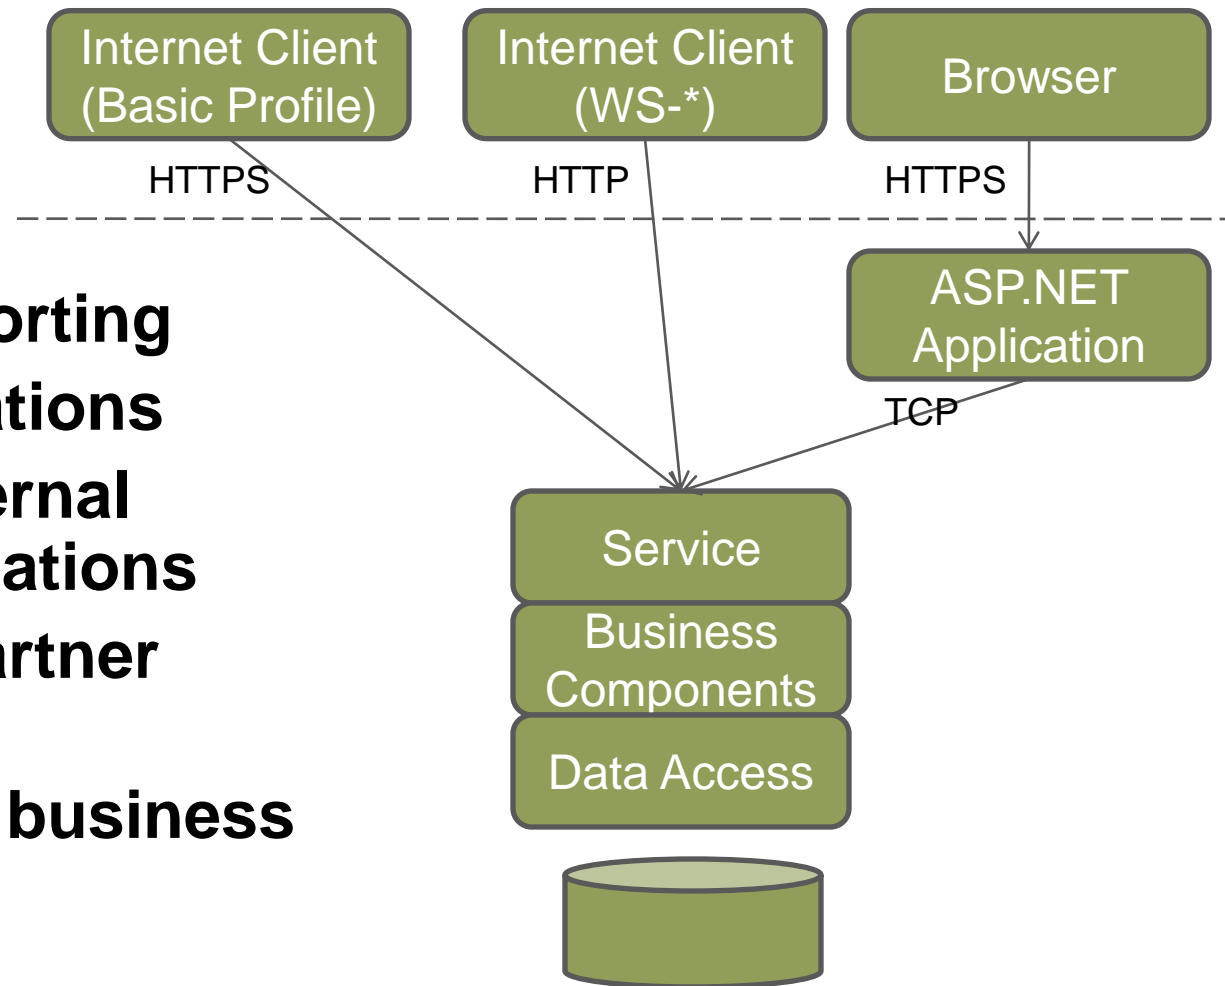 Internet Client
(Basic Profile)
Internet Client
(WS-*)
Browser
HTTPS
HTTP
HTTPS
ASP.NET
Application
TCP
orting
ations
ernal
ations
artner
business
Service
Business
Components
Data Access